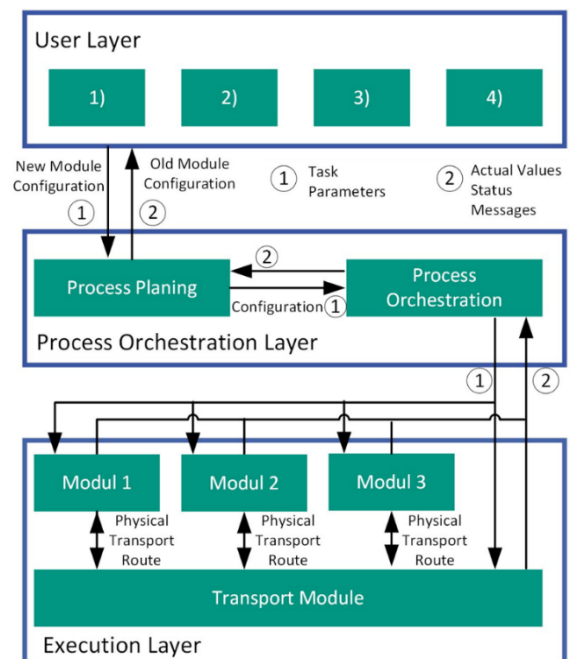 User Layer
1)
2)
3)
4)
New Module
Configuration
1
Old Module
Configuration
2
1
Task
Parameters
2
Actual Values
Status
Messages
Process Planing
2
Configuration 1
Process
Orchestration
Process Orchestration Layer
1
2
Modul 1
Modul 2
Modul 3
Physical
Transport
Route
Physical
Transport
Route
Physical
Transport
Route
Transport Module
Execution Layer